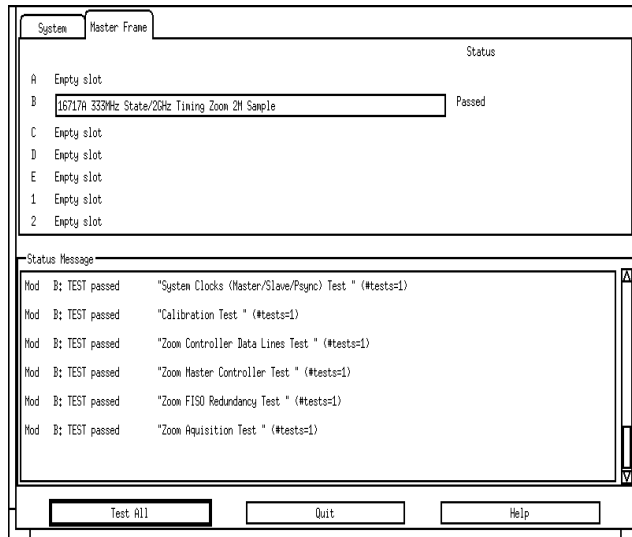 System Master Frame
Status
A Empty slot
B 16717A 333MHz State/2GHz Timing Zoom 2M Sample Passed
C Empty slot
D Empty slot
E Empty slot
1 Empty slot
2 Empty slot
Status Message
Mod B: TEST passed "System Clocks (Master/Slave/Psync) Test " (#tests=1)
Mod B: TEST passed "Calibration Test " (#tests=1)
Mod B: TEST passed "Zoom Controller Data Lines Test " (#tests=1)
Mod B: TEST passed "Zoom Master Controller Test " (#tests=1)
Mod B: TEST passed "Zoom FISO Redundancy Test " (#tests=1)
Mod B: TEST passed "Zoom Aquisition Test " (#tests=1)
Test All Quit Help